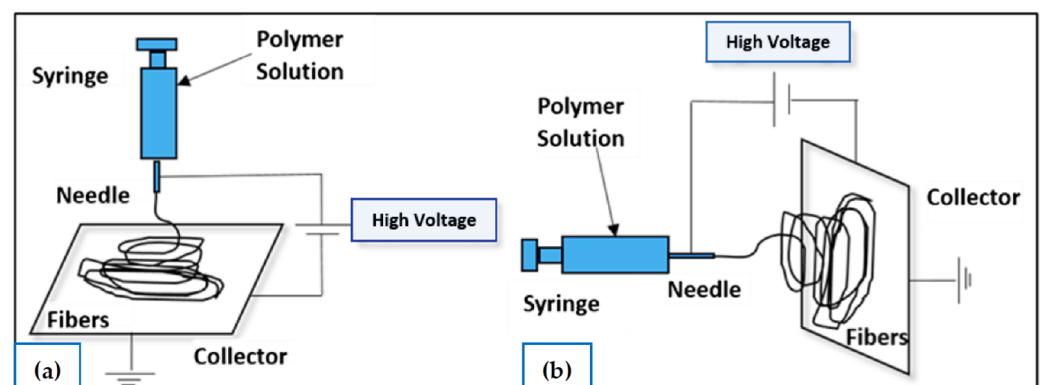 Polymer
Solution
Syringe
Needle
High Voltage
Fibers
Collector
(a)
High Voltage
Polymer
Solution
Collector
Syringe
Needle
Fibers
(b)